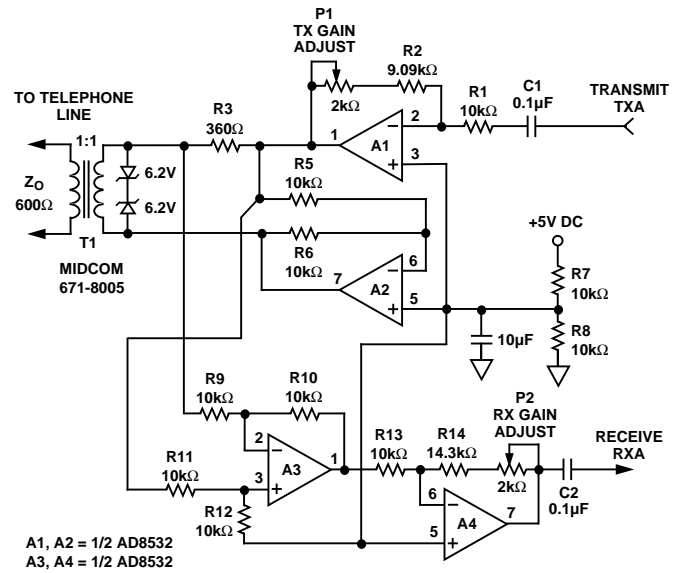 P1
TX GAIN
ADJUST
2kΩ
R2
9.09kΩ
R1
10kΩ
C1
0.1µF
TRANSMIT
TXA
TO TELEPHONE
LINE
1:1
ZO
600Ω
T1
MIDCOM
671-8005
6.2V
6.2V
R3
360Ω
1
A1
2
3
R5
10kΩ
R6
10kΩ
7
A2
6
5
+5V DC
R7
10kΩ
R8
10kΩ
10µF
R9
10kΩ
R10
10kΩ
R11
10kΩ
2
3
A3
1
R12
10kΩ
R13
10kΩ
R14
14.3kΩ
P2
RX GAIN
ADJUST
2kΩ
RECEIVE
RXA
C2
0.1µF
6
5
A4
7
A1, A2 = 1/2 AD8532
A3, A4 = 1/2 AD8532